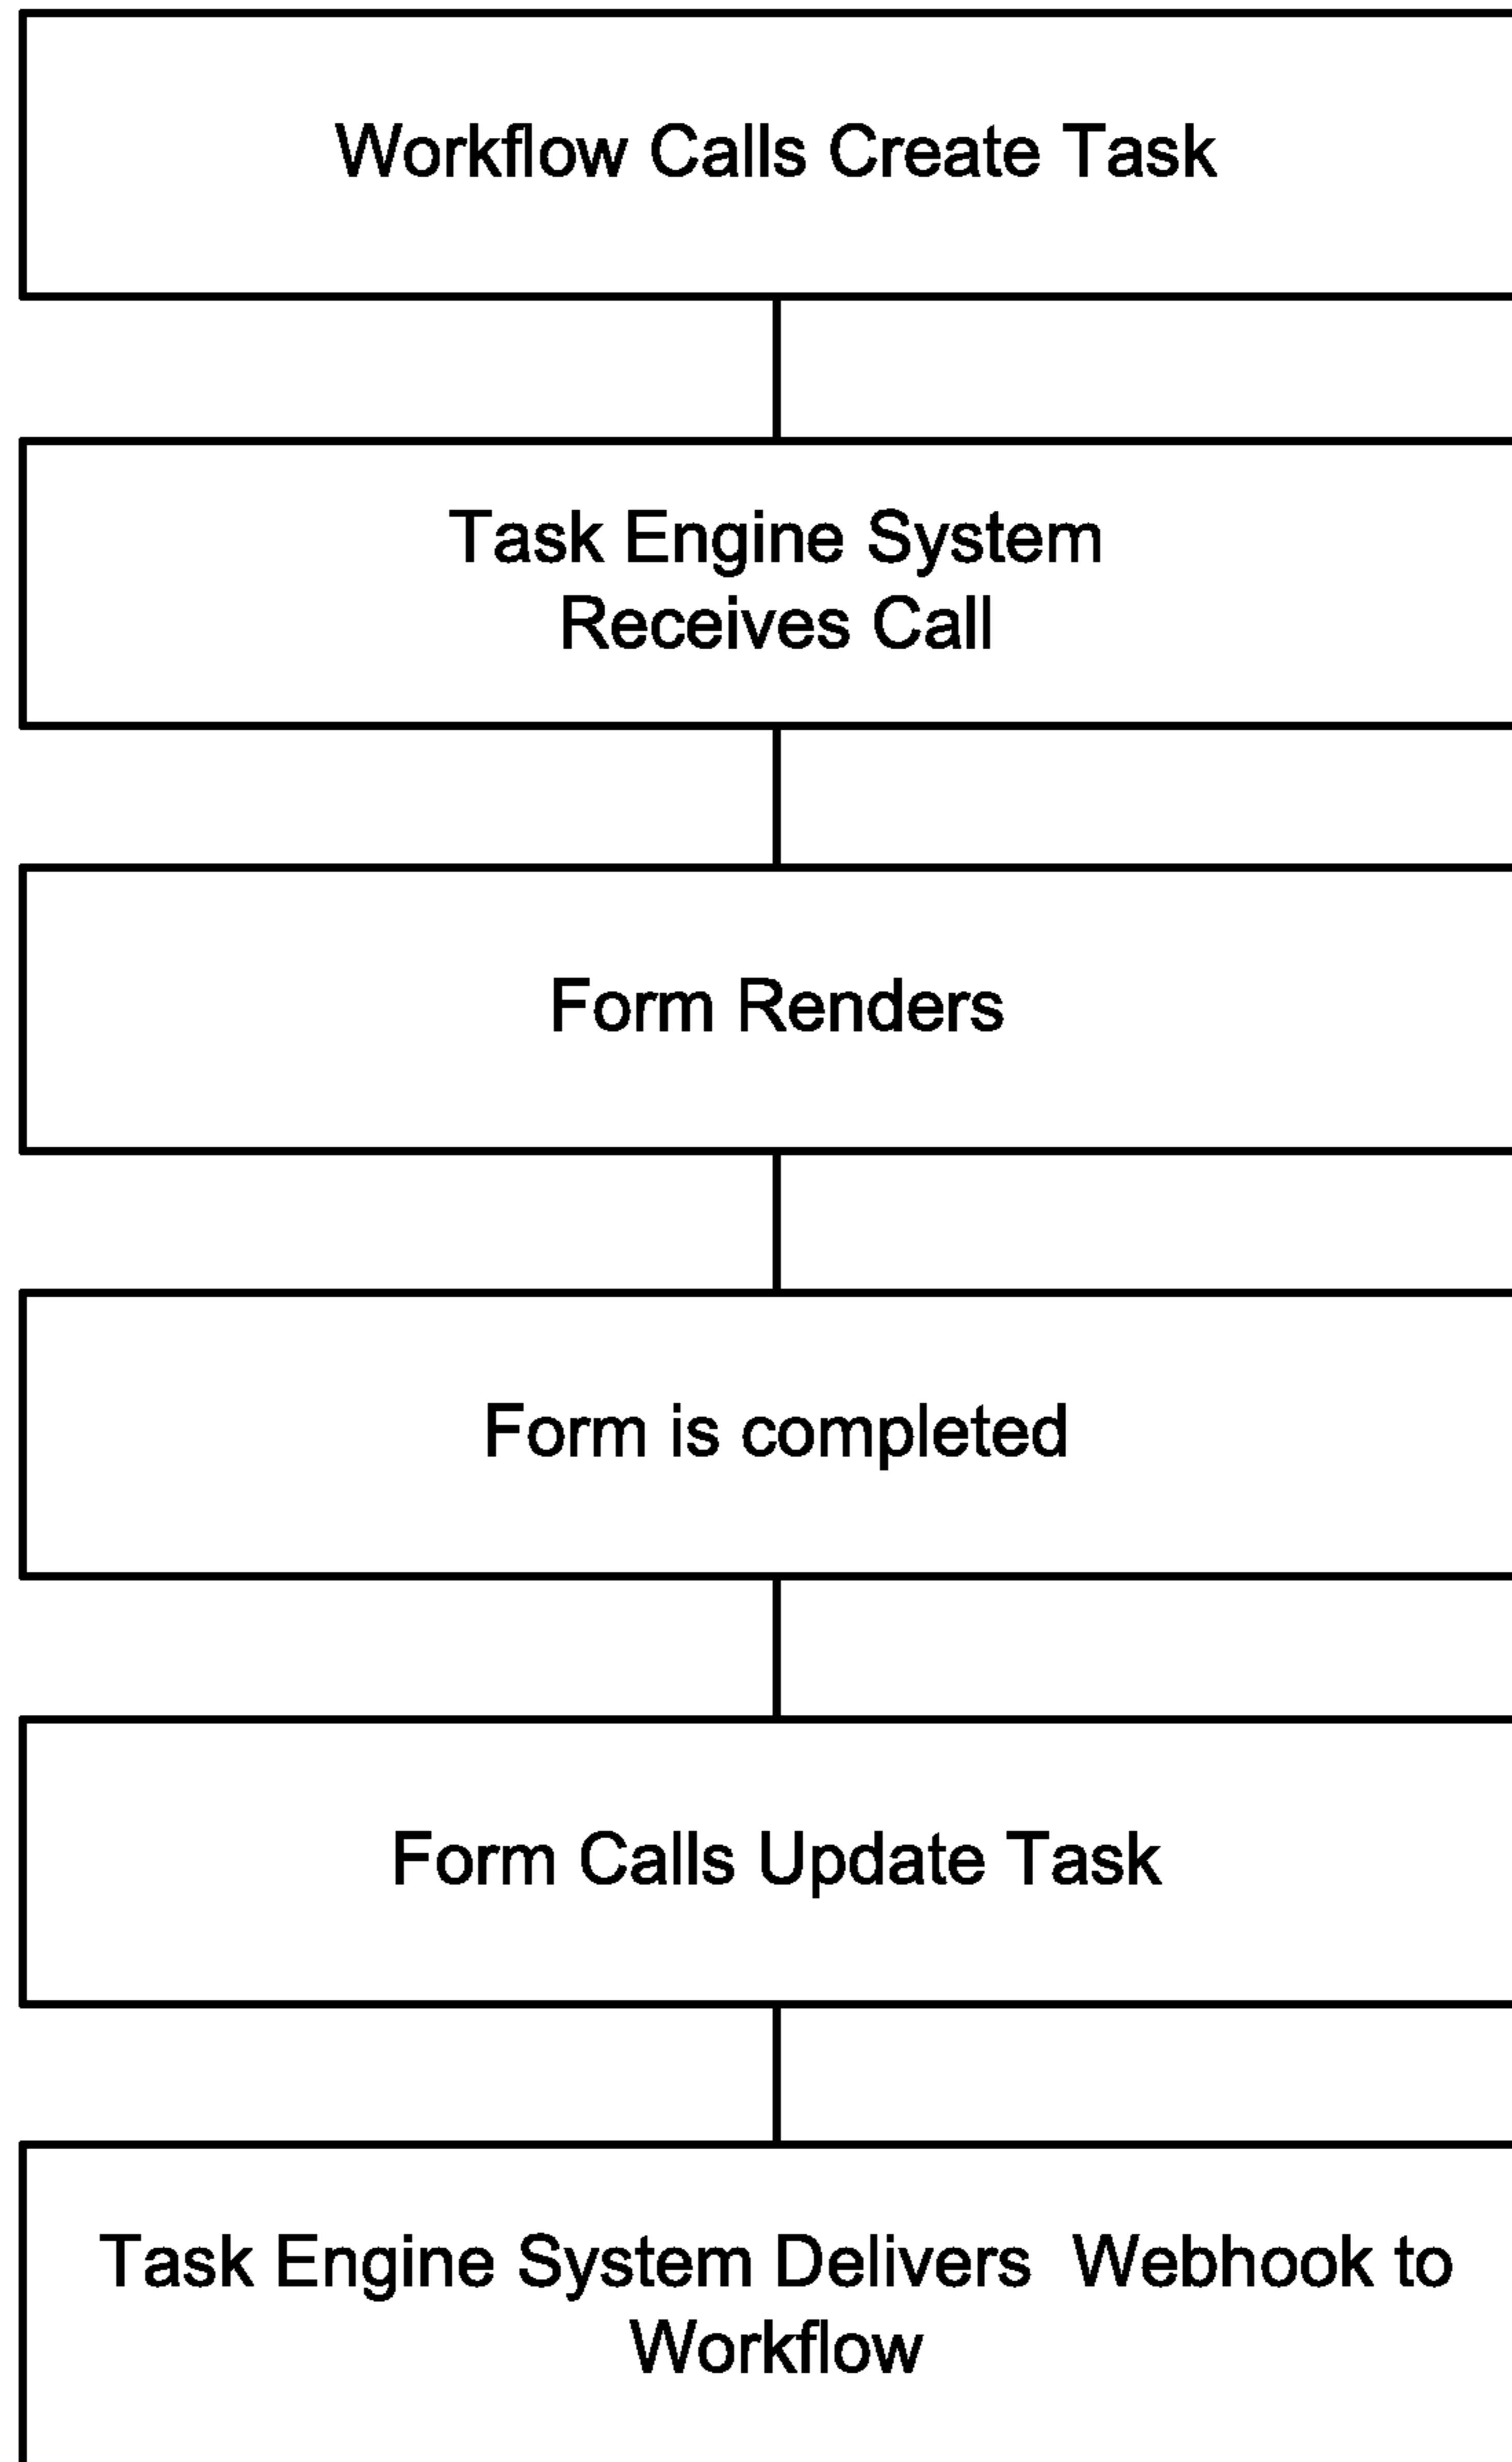 Workflow Calls Create Task
Task Engine System
Receives Call
Form Renders
Form is completed
Form Calls Update Task
Task Engine System Delivers  Webhook to
Workflow